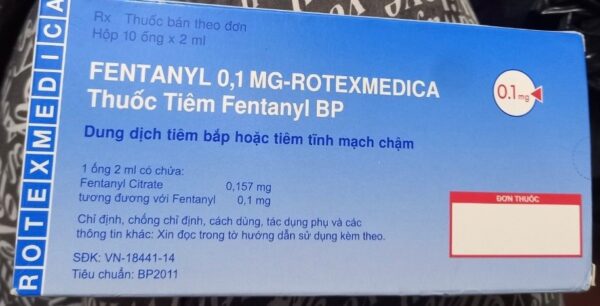 ROTEXMEDICA
Rx Thuốc bán theo đơn
Hộp 10 ống x 2 ml
FENTANYL 0,1 MG-ROTEXMEDICA
Thuốc Tiêm Fentanyl BP
0.1 mg
Dung dịch tiêm bắp hoặc tiêm tĩnh mạch chậm
1 ống 2 ml có chứa:
Fentanyl Citrate 0,157 mg
tương đương với Fentanyl 0,1 mg
ĐƠN THUỐC
Chỉ định, chống chỉ định, cách dùng, tác dụng phụ và các
thông tin khác: Xin đọc trong tờ hướng dẫn sử dụng kèm theo.
SĐK: VN-18441-14
Tiêu chuẩn: BP2011